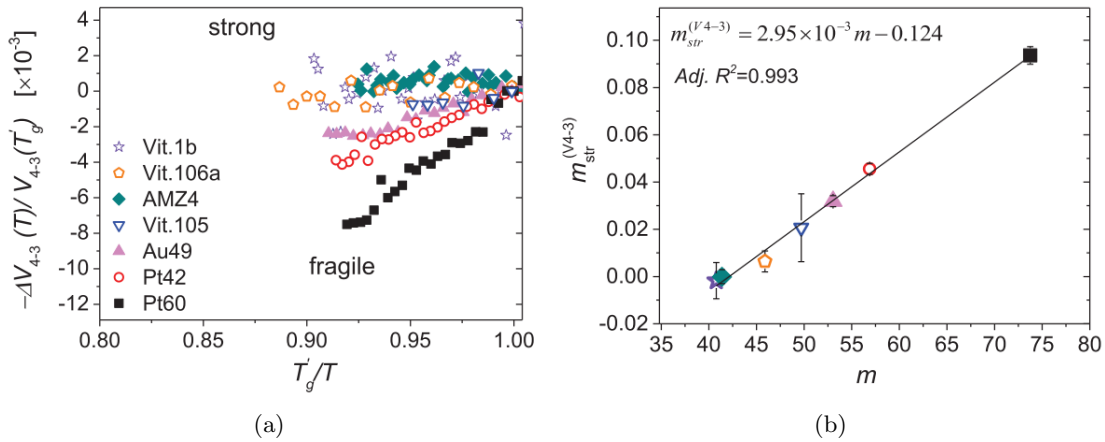 strong
fragile
4
2
0
-2
-4
-6
-8
-10
-12
−ΔV₄₋₃(T)/ V₄₋₃(T'g) [×10⁻³]
Vit.1b
Vit.106a
AMZ4
Vit.105
Au49
Pt42
Pt60
0.80 0.85 0.90 0.95 1.00
T'g/T
(a)
m_str^(V4−3) = 2.95×10⁻³ m − 0.124
Adj. R²=0.993
0.10
0.08
0.06
0.04
0.02
0.00
-0.02
m_str^(V4-3)
35 40 45 50 55 60 65 70 75 80
m
(b)